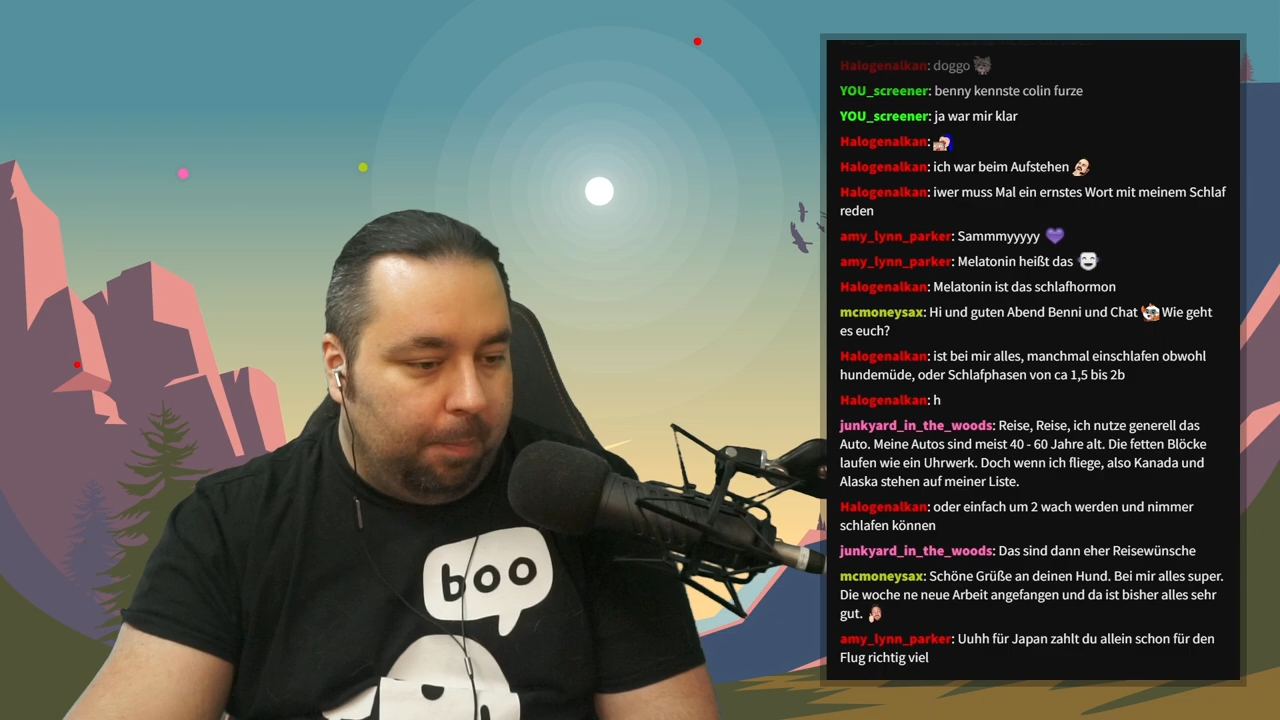 Halogenalkan: doggo
YOU_screener: benny kennste colin furze
YOU_screener: ja war mir klar
Halogenalkan:
Halogenalkan: ich war beim Aufstehen
Halogenalkan: iwer muss Mal ein ernstes Wort mit meinem Schlaf
reden
amy_lynn_parker: Sammmyyyyy 💜
amy_lynn_parker: Melatonin heißt das
Halogenalkan: Melatonin ist das schlafhormon
mcmoneysax: Hi und guten Abend Benni und Chat Wie geht
es euch?
Halogenalkan: ist bei mir alles, manchmal einschlafen obwohl
hundemüde, oder Schlafphasen von ca 1,5 bis 2b
Halogenalkan: h
junkyard_in_the_woods: Reise, Reise, ich nutze generell das
Auto. Meine Autos sind meist 40 - 60 Jahre alt. Die fetten Blöcke
laufen wie ein Uhrwerk. Doch wenn ich fliege, also Kanada und
Alaska stehen auf meiner Liste.
Halogenalkan: oder einfach um 2 wach werden und nimmer
schlafen können
junkyard_in_the_woods: Das sind dann eher Reisewünsche
mcmoneysax: Schöne Grüße an deinen Hund. Bei mir alles super.
Die woche ne neue Arbeit angefangen und da ist bisher alles sehr
gut.
amy_lynn_parker: Uuhh für Japan zahlt du allein schon für den
Flug richtig viel
boo